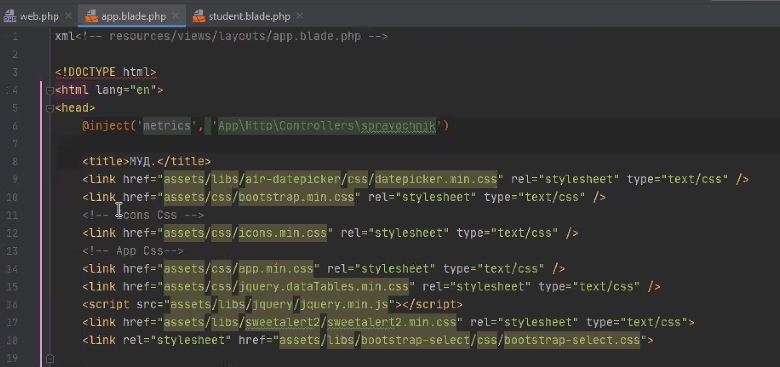 web.php × app.blade.php × student.blade.php ×
1 xml<!-- resources/views/layouts/app.blade.php -->
2
3 <!DOCTYPE html>
4 <html lang="en">
5 <head>
6 @inject('metrics', 'App\Http\Controllers\spravochnik')
7
8 <title>МУД.</title>
9 <link href="assets/libs/air-datepicker/css/datepicker.min.css" rel="stylesheet" type="text/css" />
10 <link href="assets/css/bootstrap.min.css" rel="stylesheet" type="text/css" />
11 <!-- Icons Css -->
12 <link href="assets/css/icons.min.css" rel="stylesheet" type="text/css" />
13 <!-- App Css-->
14 <link href="assets/css/app.min.css" rel="stylesheet" type="text/css" />
15 <link href="assets/css/jquery.dataTables.min.css" rel="stylesheet" type="text/css" />
16 <script src="assets/libs/jquery/jquery.min.js"></script>
17 <link href="assets/libs/sweetalert2/sweetalert2.min.css" rel="stylesheet" type="text/css">
18 <link rel="stylesheet" href="assets/libs/bootstrap-select/css/bootstrap-select.css">
19